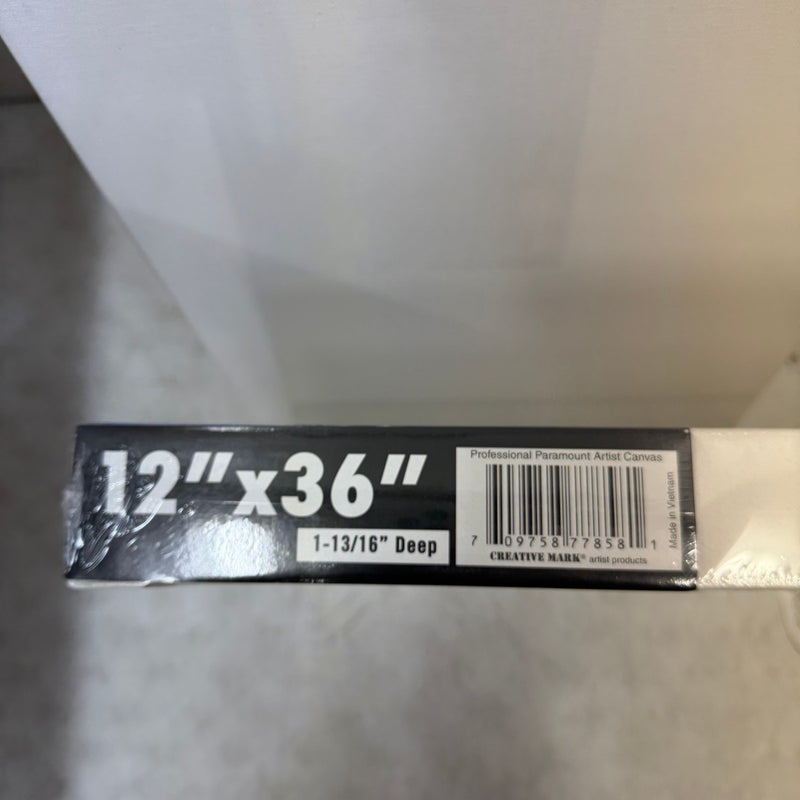 12"x36"
1-13/16" Deep
Professional Paramount Artist Canvas
7 09758 77858 1
CREATIVE MARK® artist products
Made in Vietnam